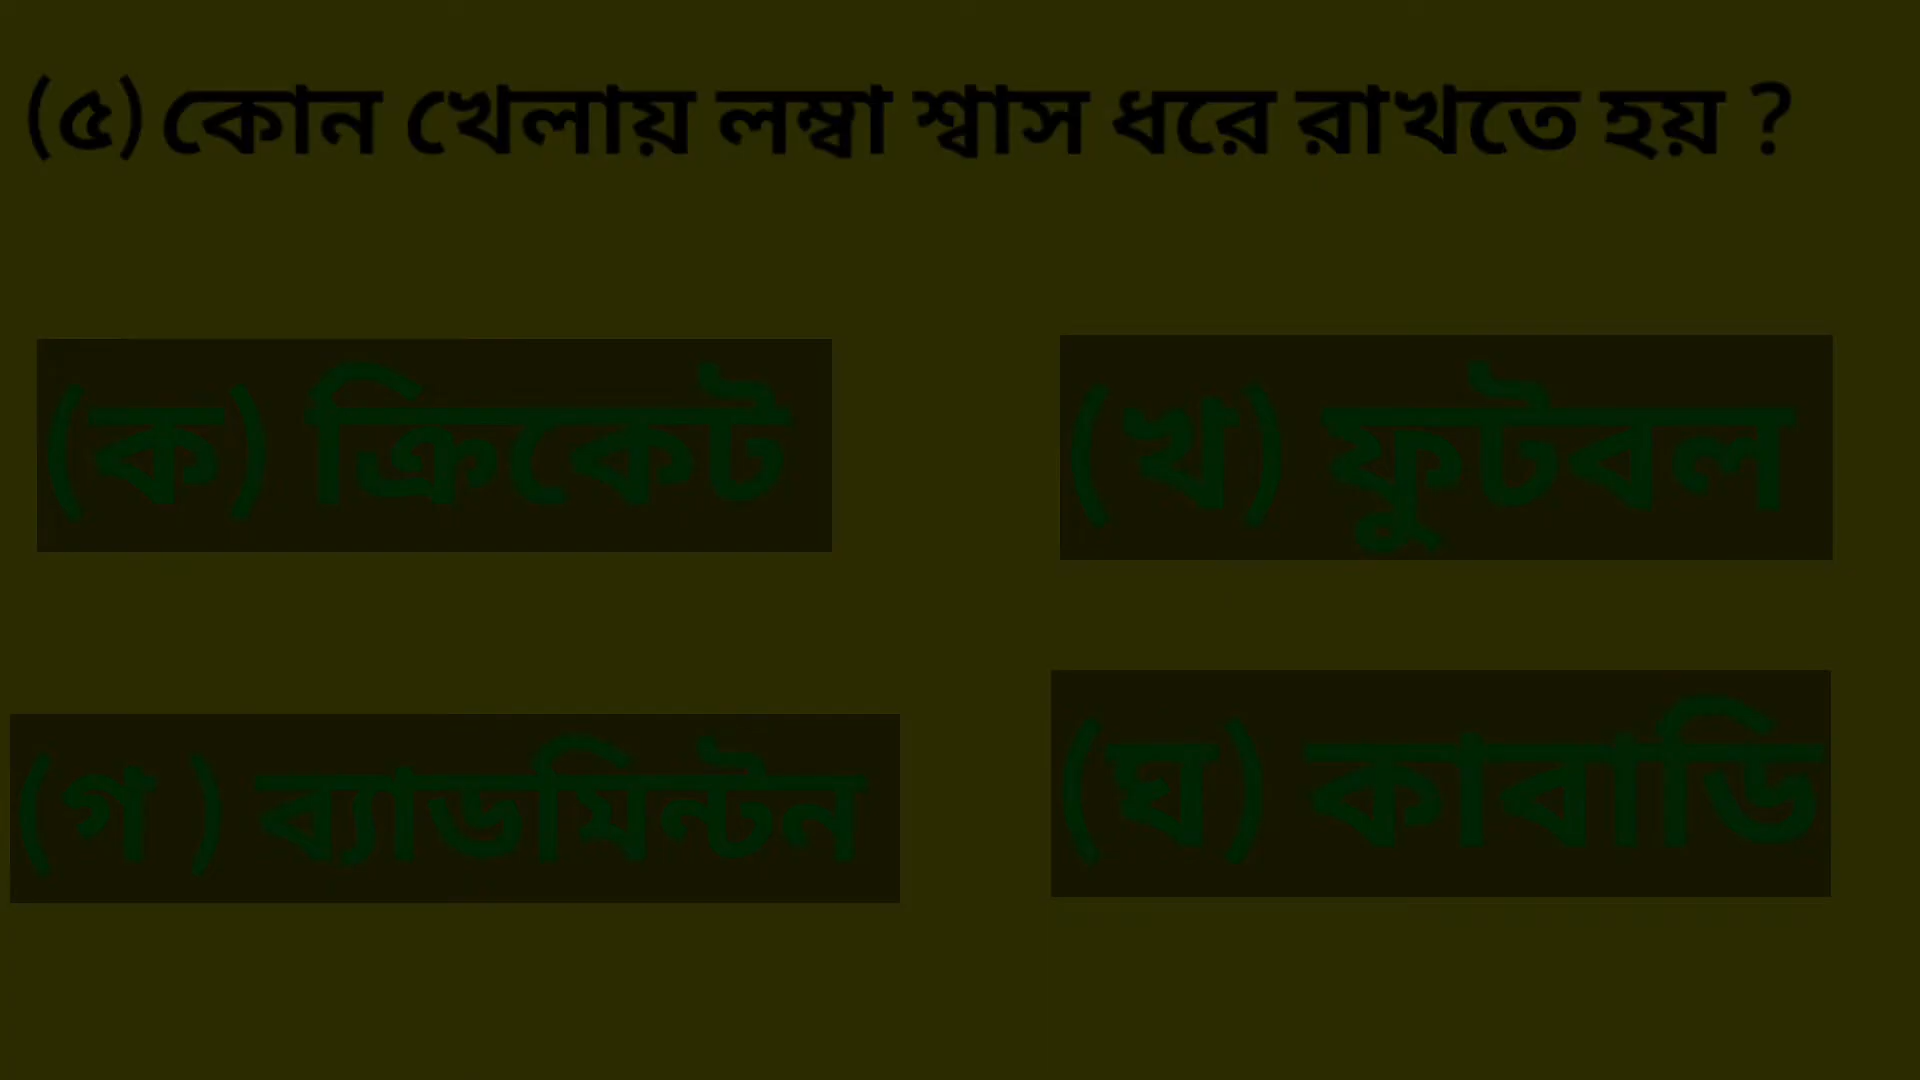 (৫) কোন খেলায় লম্বা শ্বাস ধরে রাখতে হয় ?
(ক) ক্রিকেট
(খ) ফুটবল
(গ ) ব্যাডমিন্টন
(ঘ) কাবাডি